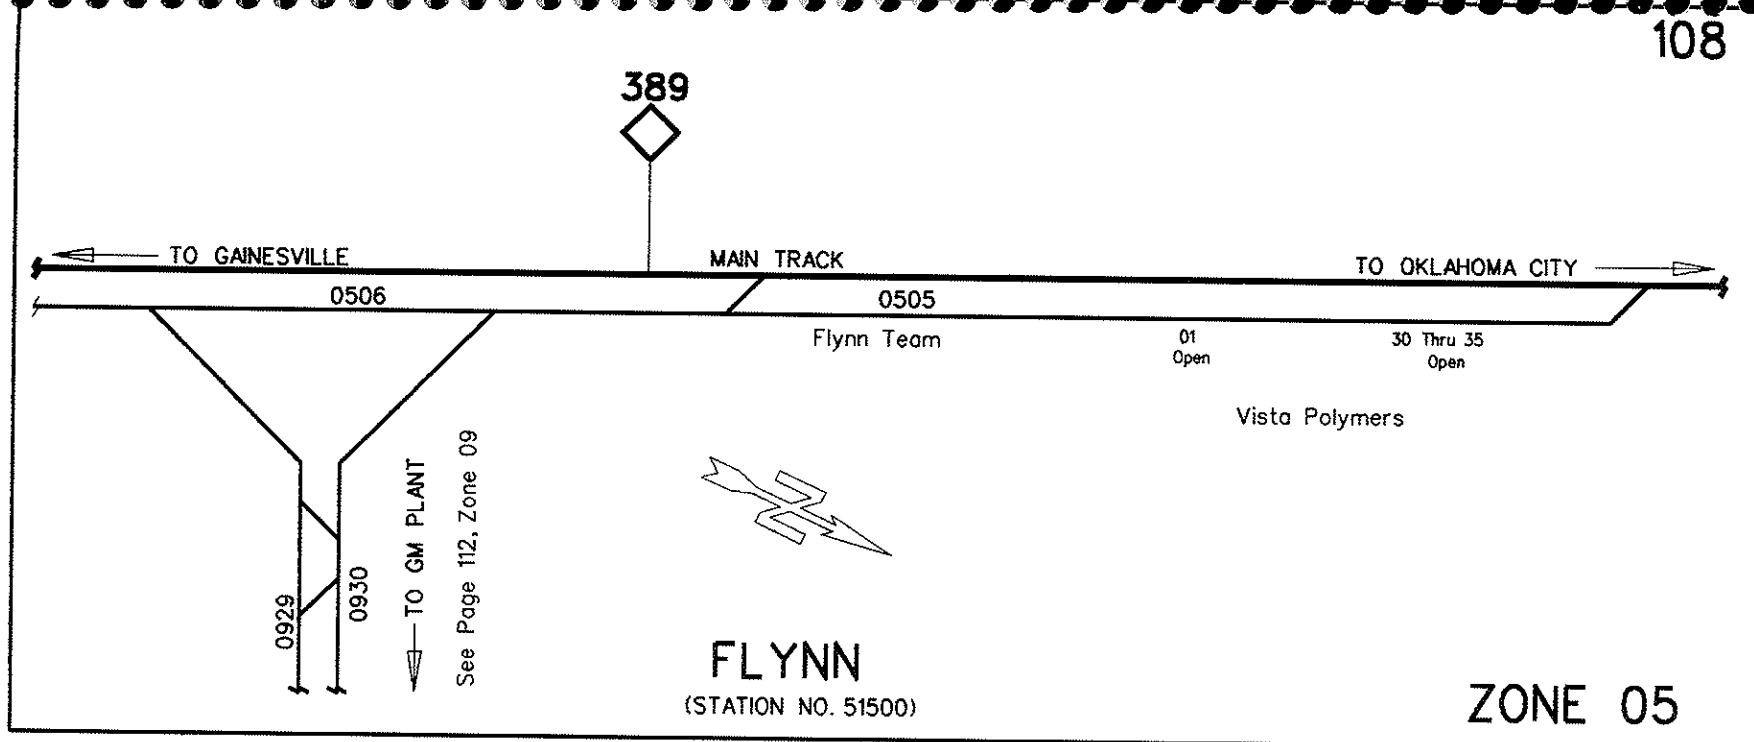 108
389
TO GAINESVILLE
MAIN TRACK
TO OKLAHOMA CITY
0506
0505
Flynn Team
01
Open
30 Thru 35
Open
Vista Polymers
0929
0930
TO GM PLANT
See Page 112, Zone 09
N
FLYNN
(STATION NO. 51500)
ZONE 05